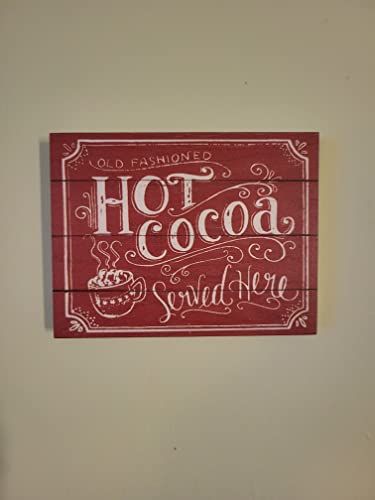 OLD FASHIONED
HOT
COCOA
Served Here